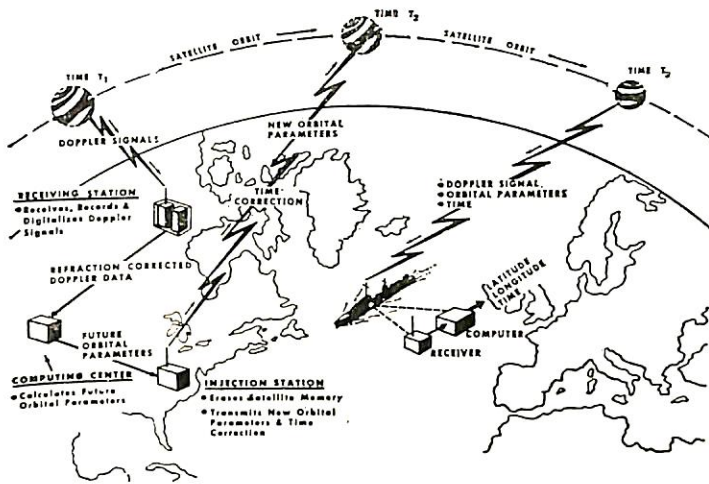 TIME T2
SATELLITE ORBIT
SATELLITE ORBIT
TIME T1
TIME T3
DOPPLER SIGNALS
NEW ORBITAL
PARAMETERS
RECEIVING STATION
Receives, Records &
Digitalizes Doppler
Signals
TIME-
CORRECTION
DOPPLER SIGNAL,
ORBITAL PARAMETERS
TIME
REFRACTION CORRECTED
DOPPLER DATA
LATITUDE
LONGITUDE
TIME
FUTURE
ORBITAL
PARAMETERS
COMPUTER
RECEIVER
COMPUTING CENTER
Calculates Future
Orbital Parameters
INJECTION STATION
Erases Satellite Memory
Transmits New Orbital
Parameters & Time
Correction